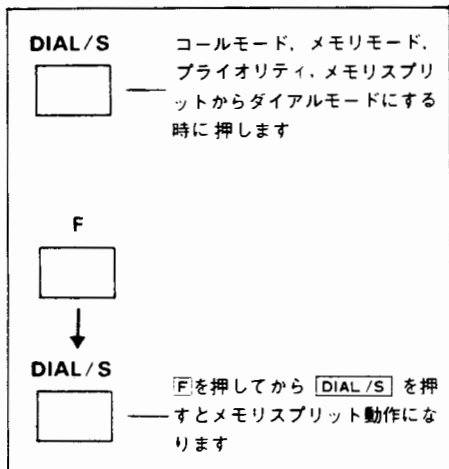 DIAL/S
コールモード, メモリモード,
プライオリティ, メモリスプリ
ットからダイアルモードにする
時に押します
F
DIAL/S
Fを押してから DIAL/S を押
すとメモリスプリット動作にな
ります